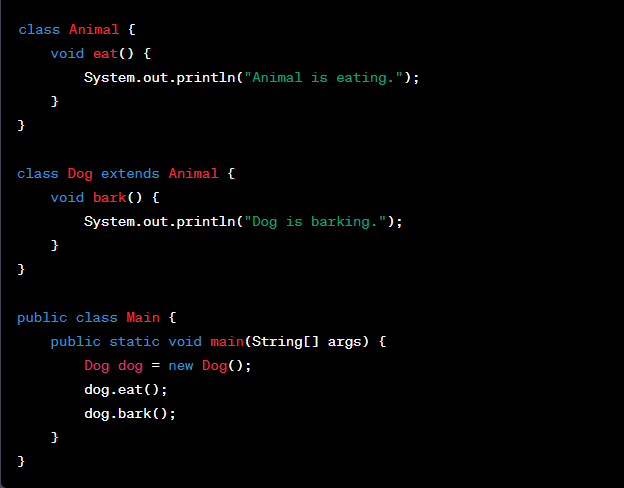 class Animal {
    void eat() {
        System.out.println("Animal is eating.");
    }
}

class Dog extends Animal {
    void bark() {
        System.out.println("Dog is barking.");
    }
}

public class Main {
    public static void main(String[] args) {
        Dog dog = new Dog();
        dog.eat();
        dog.bark();
    }
}